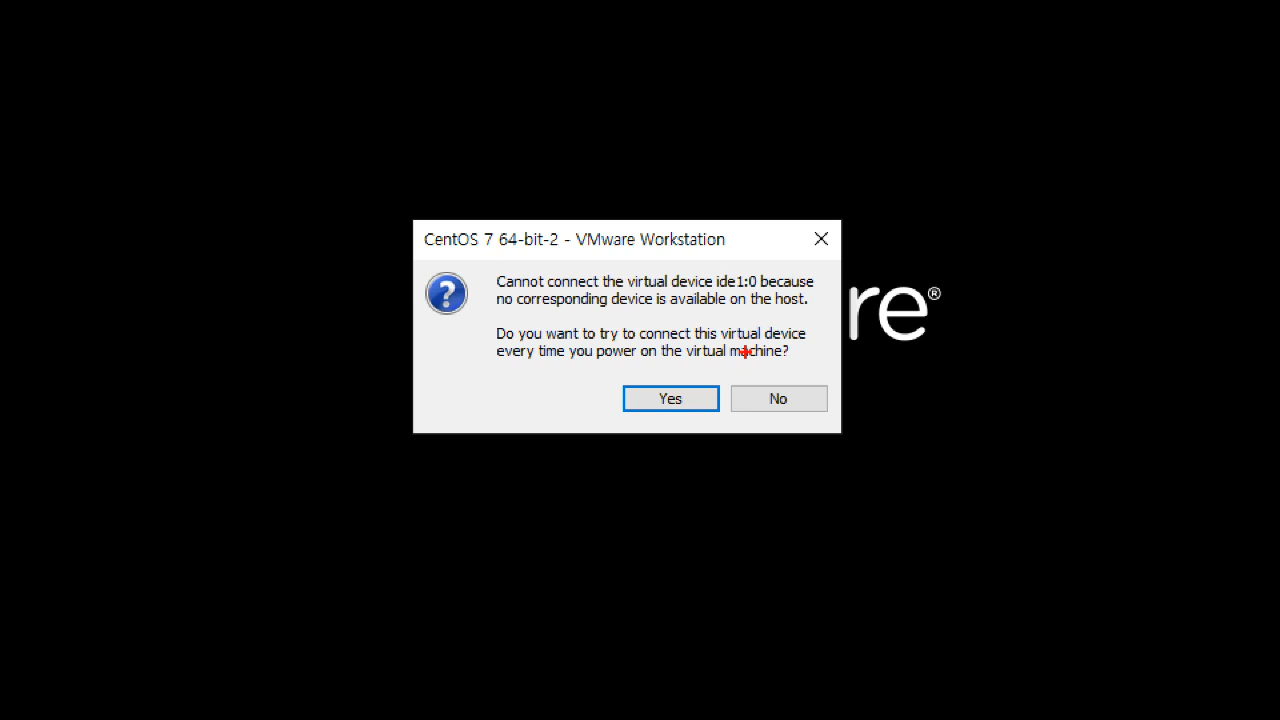 CentOS 7 64-bit-2 - VMware Workstation
Cannot connect the virtual device ide1:0 because
no corresponding device is available on the host.
re®
Do you want to try to connect this virtual device
every time you power on the virtual machine?
Yes
No